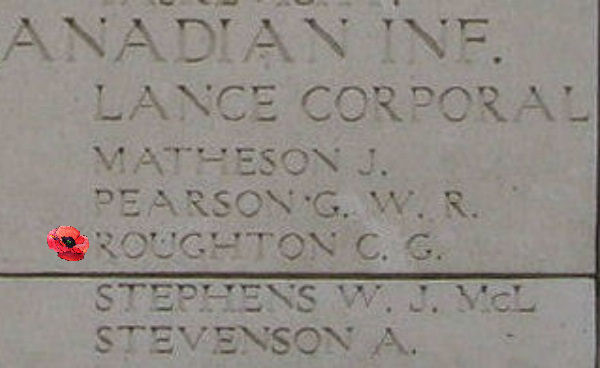 ANADIAN INF.
LANCE CORPORAL
MATHESON J.
PEARSON G. W. R.
ROUGHTON C. G.
STEPHENS W. J. McL
STEVENSON A.